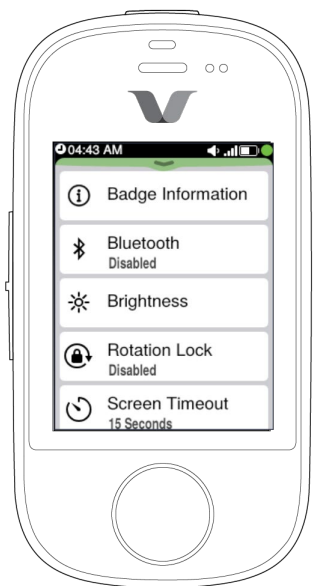 04:43 AM
Badge Information
Bluetooth
Disabled
Brightness
Rotation Lock
Disabled
Screen Timeout
15 Seconds